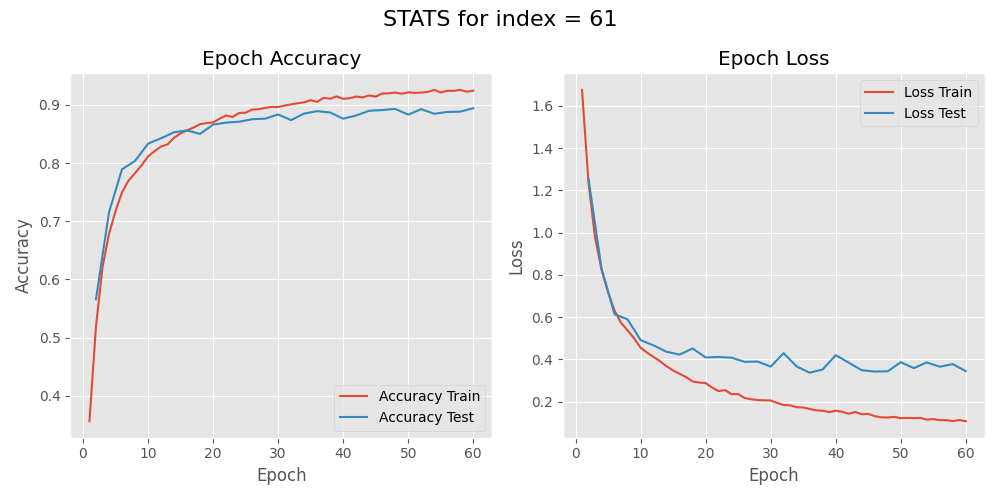 STATS for index = 61
Epoch Accuracy
Accuracy
0.9
0.8
0.7
0.6
0.5
0.4
0 10 20 30 40 50 60
Epoch
Accuracy Train
Accuracy Test
Epoch Loss
Loss
1.6
1.4
1.2
1.0
0.8
0.6
0.4
0.2
0 10 20 30 40 50 60
Epoch
Loss Train
Loss Test